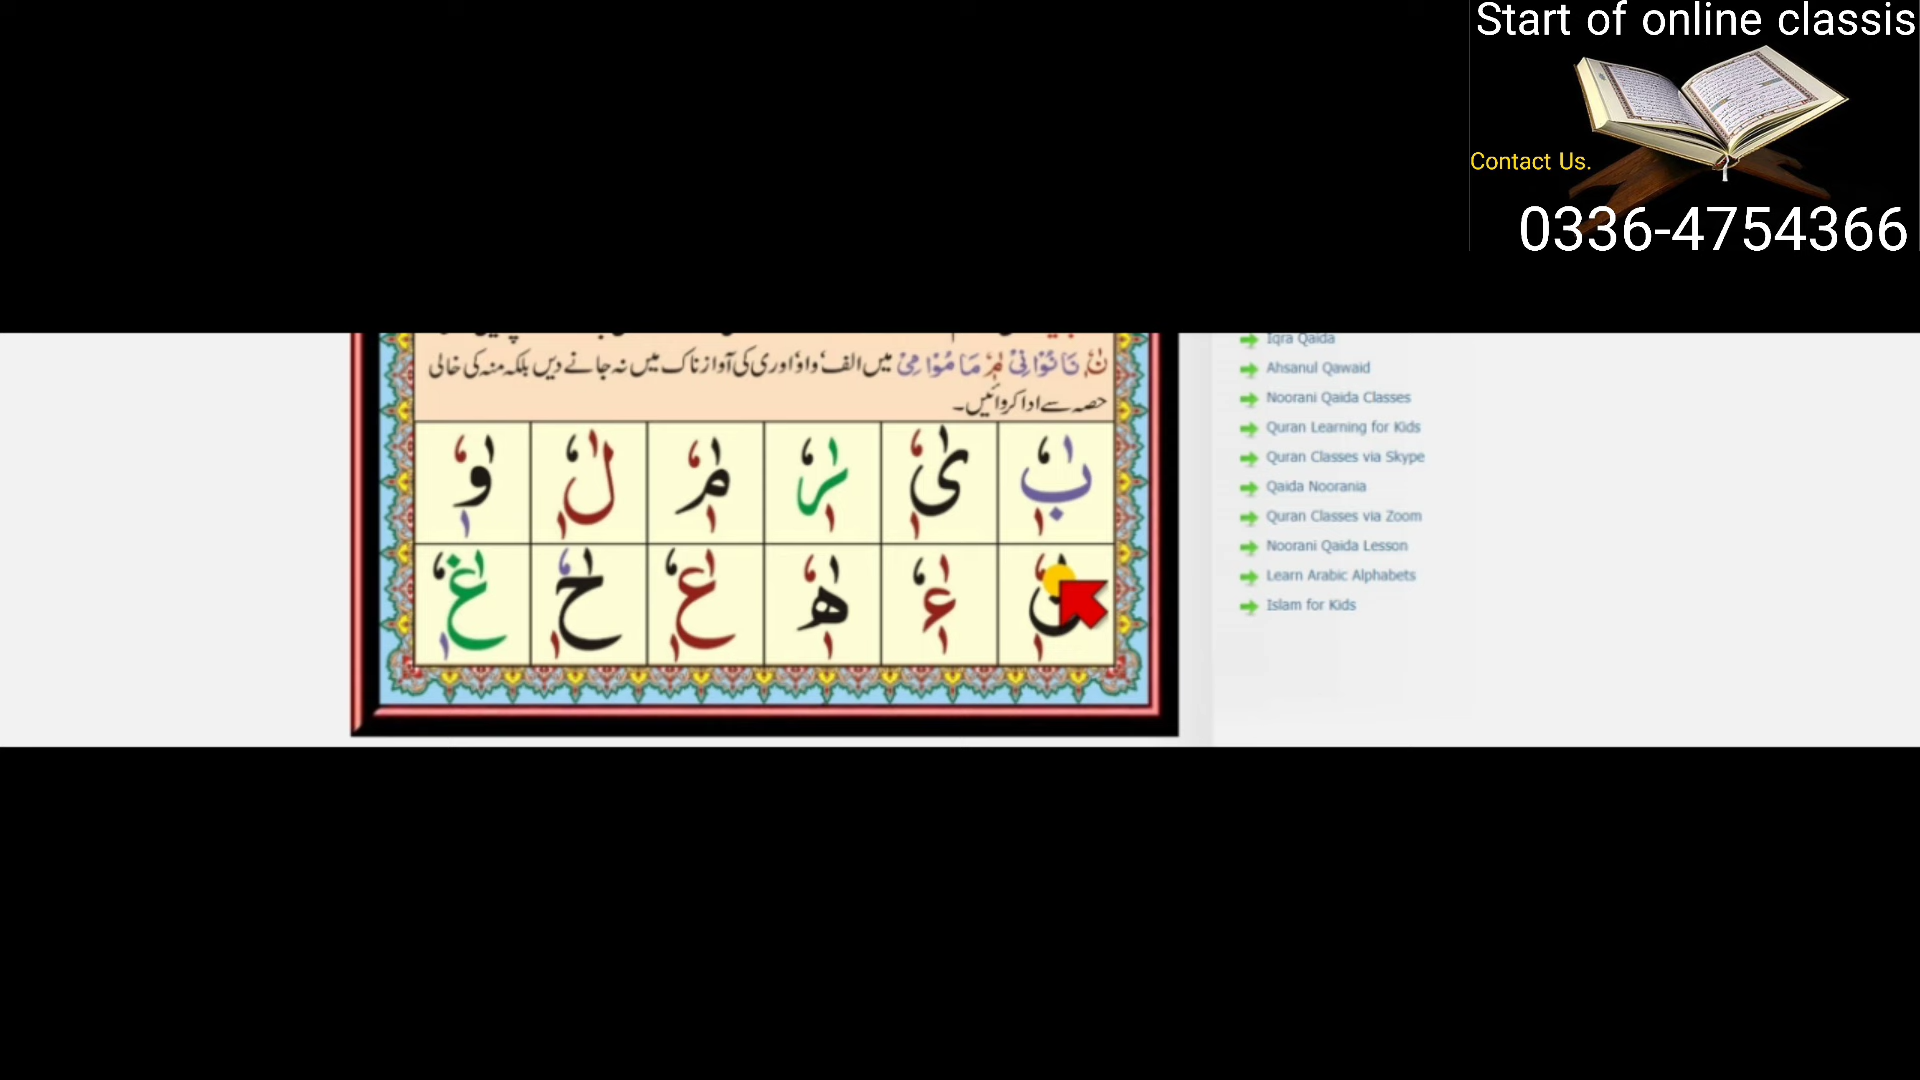 Start of online classis
Contact Us.
0336-4754366
نٰ نَا نُوْا نِیْ مٰ مَا مُوْا مِیْ میں الف’ واؤ اوری کی آواز ناک میں نہ جانے دیں بلکہ منہ کی خالی
حصہ سے ادا کروائیں۔
ب ی ر م ل و
ء ھ ع ح غ
Iqra Qaida
Ahsanul Qawaid
Noorani Qaida Classes
Quran Learning for Kids
Quran Classes via Skype
Qaida Noorania
Quran Classes via Zoom
Noorani Qaida Lesson
Learn Arabic Alphabets
Islam for Kids